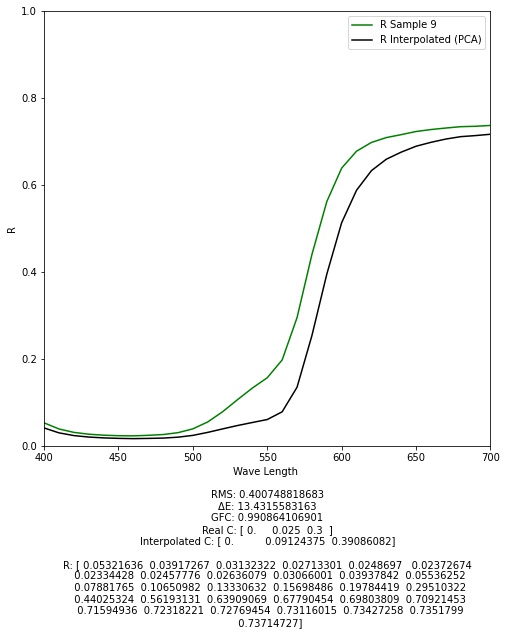 1.0
0.8
0.6
0.4
0.2
0.0
R
R Sample 9
R Interpolated (PCA)
400 450 500 550 600 650 700
Wave Length
RMS: 0.400748818683
ΔE: 13.4315583163
GFC: 0.990864106901
Real C: [ 0. 0.025 0.3 ]
Interpolated C: [ 0. 0.09124375 0.39086082]
R: [ 0.05321636 0.03917267 0.03132322 0.02713301 0.0248697 0.02372674
0.02334428 0.02457776 0.02636079 0.03066001 0.03937842 0.05536252
0.07881765 0.10650982 0.13330632 0.15698486 0.19784419 0.29510322
0.44025324 0.56193131 0.63909069 0.67790454 0.69803809 0.70921453
0.71594936 0.72318221 0.72769454 0.73116015 0.73427258 0.7351799
0.73714727]